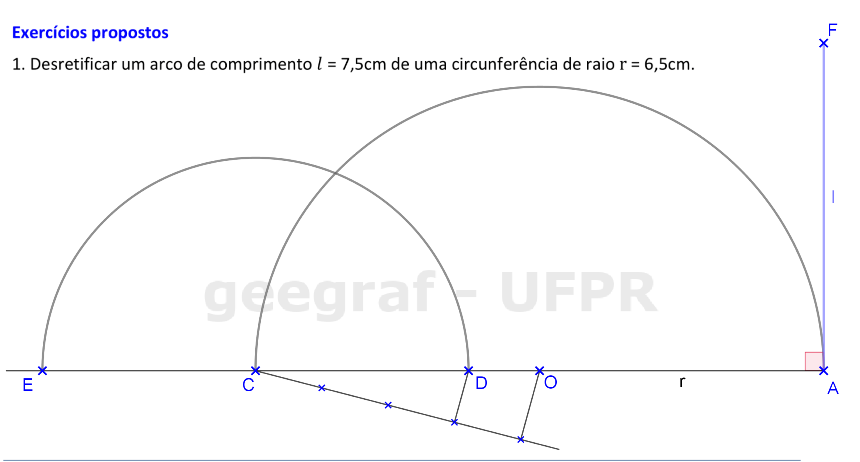 Exercícios propostos
1. Desretificar um arco de comprimento l = 7,5cm de uma circunferência de raio r = 6,5cm.
F
l
geegraf - UFPR
E
C
D
O
r
A